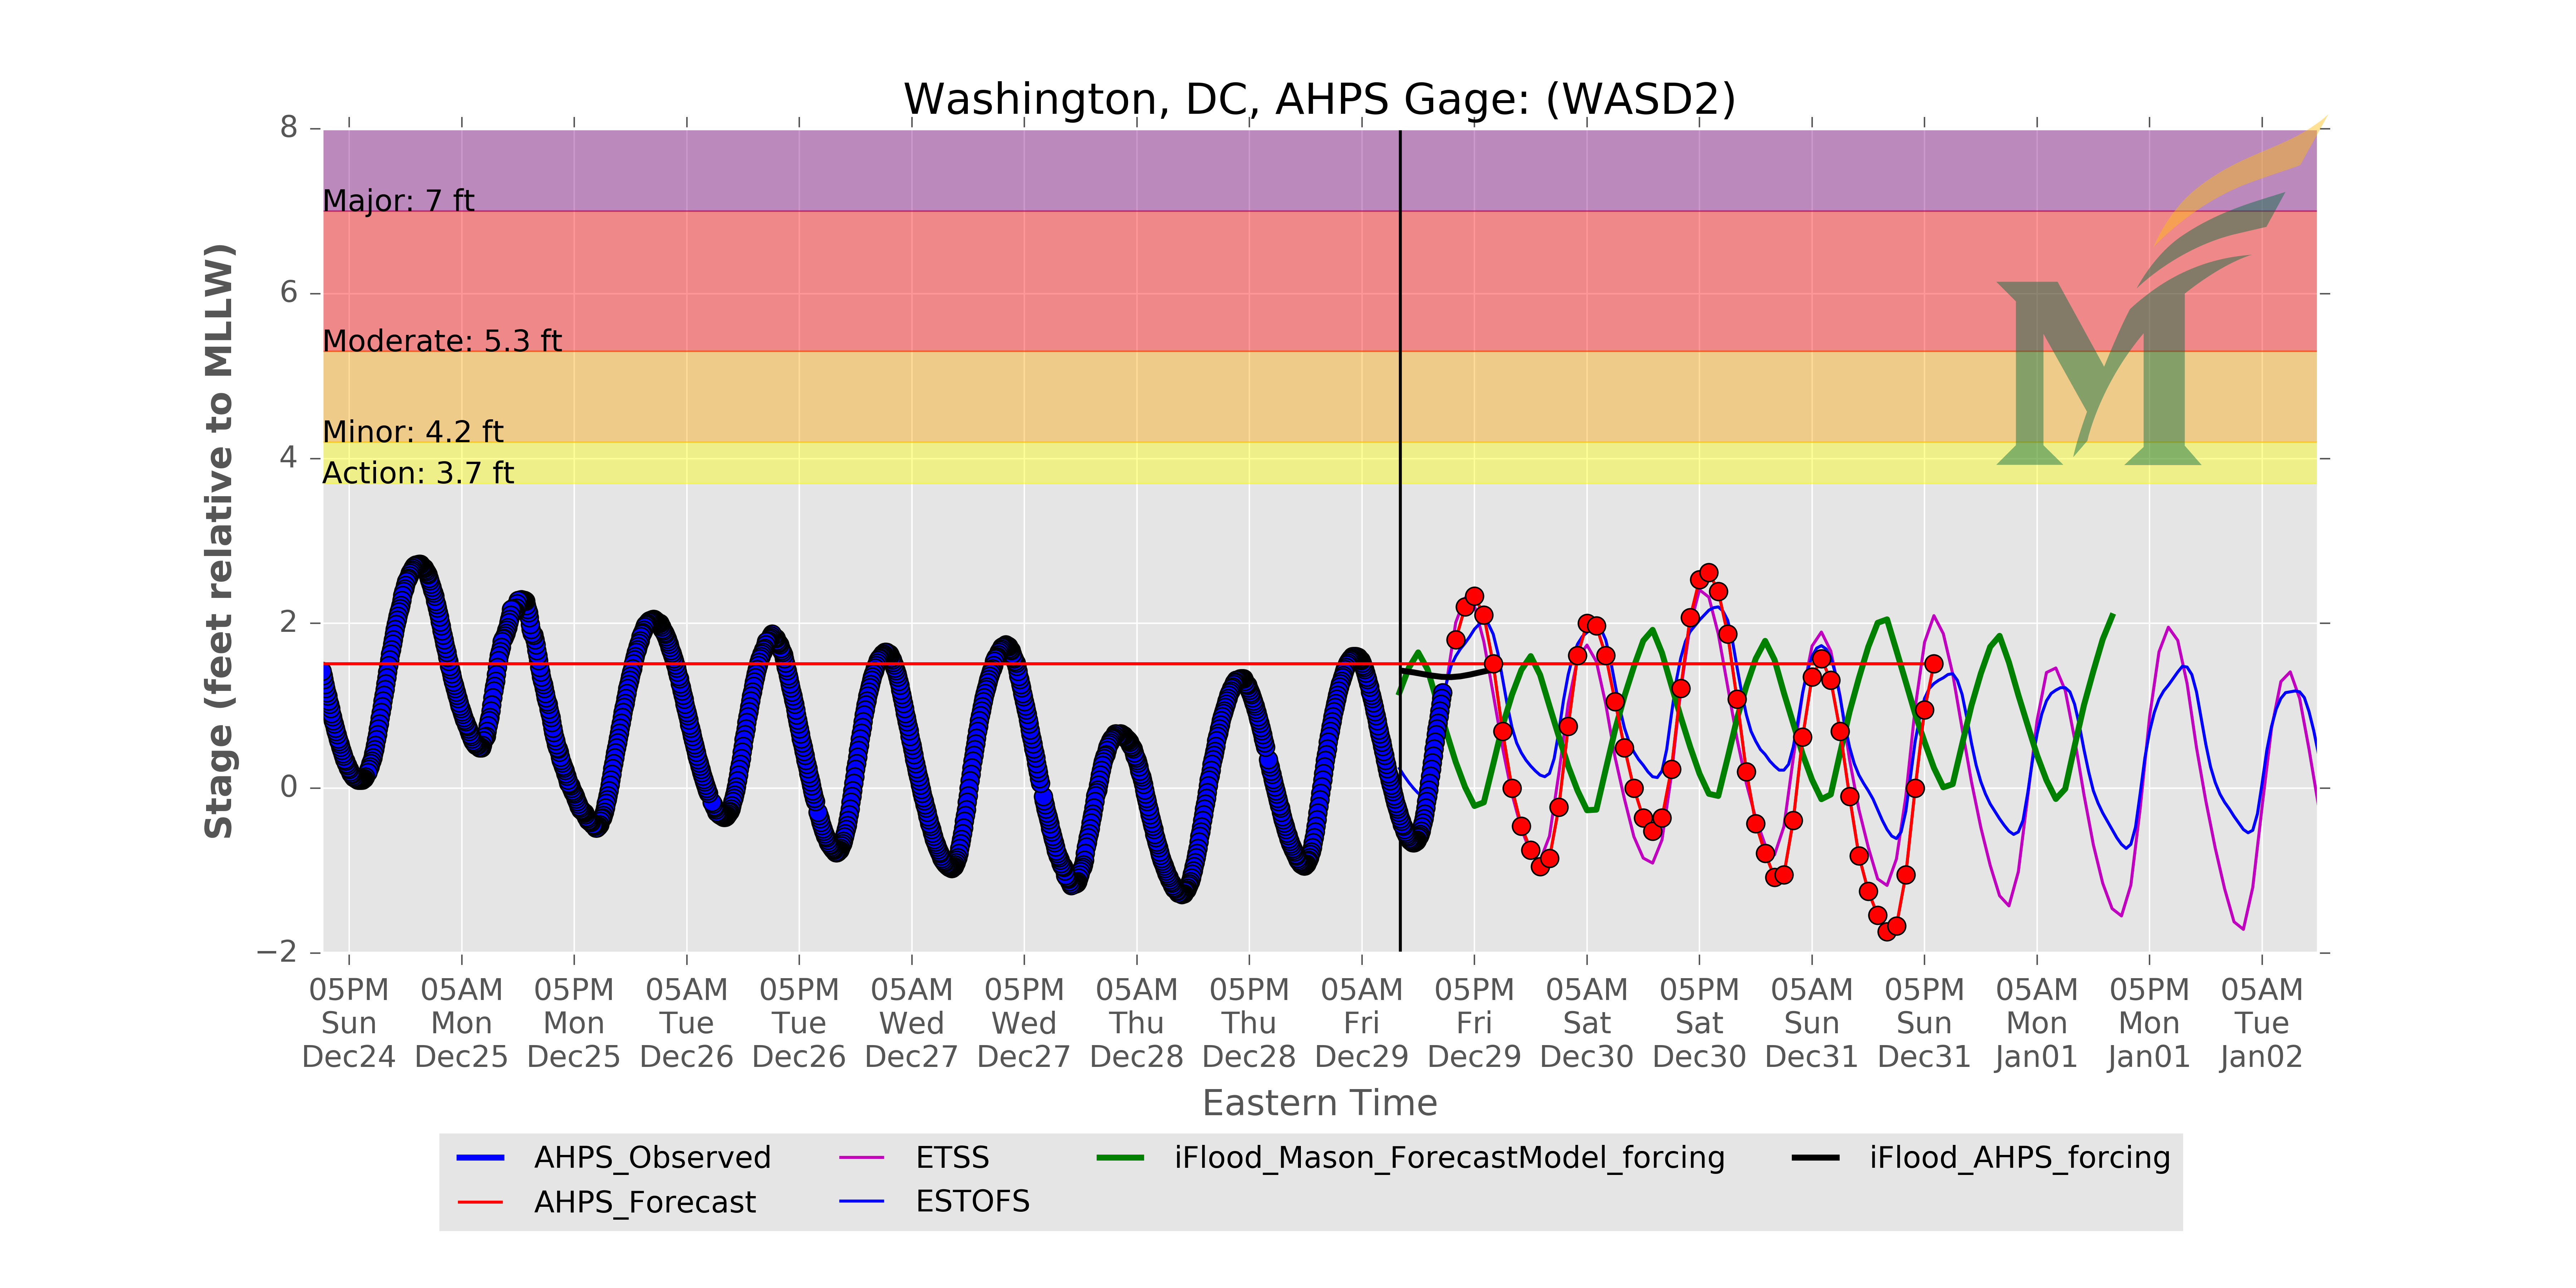 Washington, DC, AHPS Gage: (WASD2)
8
6
4
2
0
−2
Stage (feet relative to MLLW)
Major: 7 ft
Moderate: 5.3 ft
Minor: 4.2 ft
Action: 3.7 ft
M
05PM 05AM 05PM 05AM 05PM 05AM 05PM 05AM 05PM 05AM 05PM 05AM 05PM 05AM 05PM 05AM 05PM 05AM
Sun Mon Mon Tue Tue Wed Wed Thu Thu Fri Fri Sat Sat Sun Sun Mon Mon Tue
Dec24 Dec25 Dec25 Dec26 Dec26 Dec27 Dec27 Dec28 Dec28 Dec29 Dec29 Dec30 Dec30 Dec31 Dec31 Jan01 Jan01 Jan02
Eastern Time
AHPS_Observed ETSS iFlood_Mason_ForecastModel_forcing iFlood_AHPS_forcing
AHPS_Forecast ESTOFS